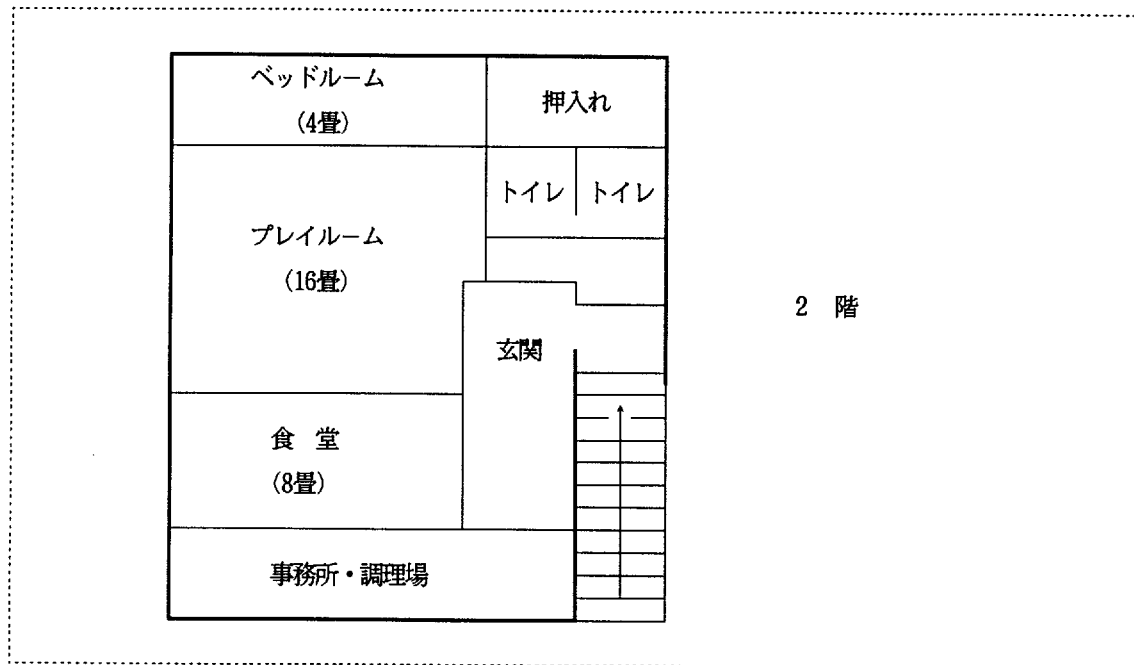 ベッドルーム
(4畳)
押入れ
トイレ
トイレ
プレイルーム
(16畳)
2 階
玄関
食 堂
(8畳)
事務所・調理場